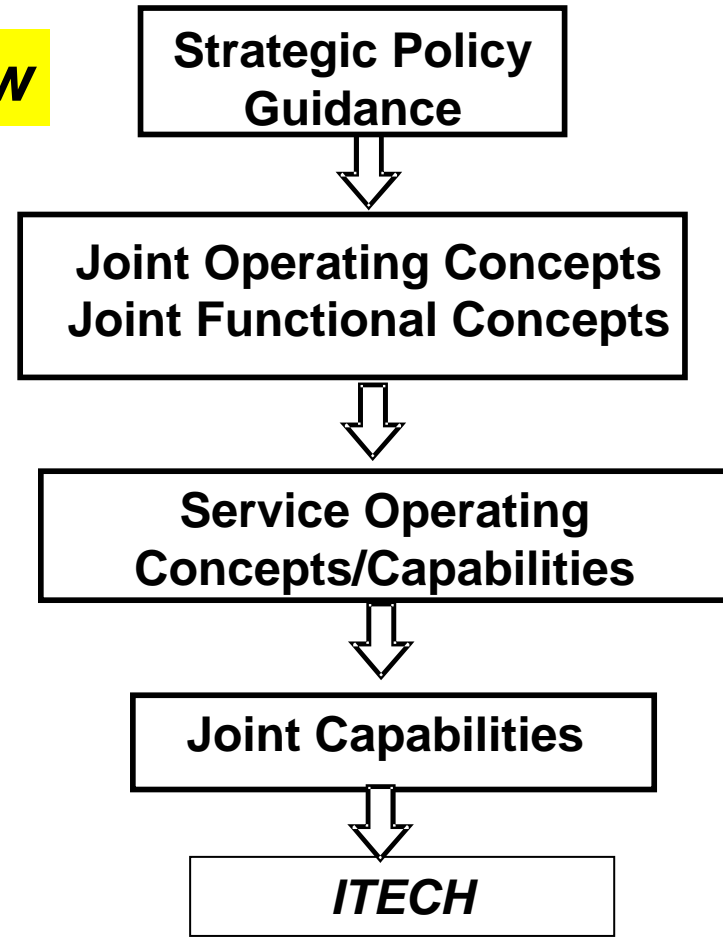 Strategic Policy
Guidance
Joint Operating Concepts
Joint Functional Concepts
Service Operating
Concepts/Capabilities
Joint Capabilities
ITECH